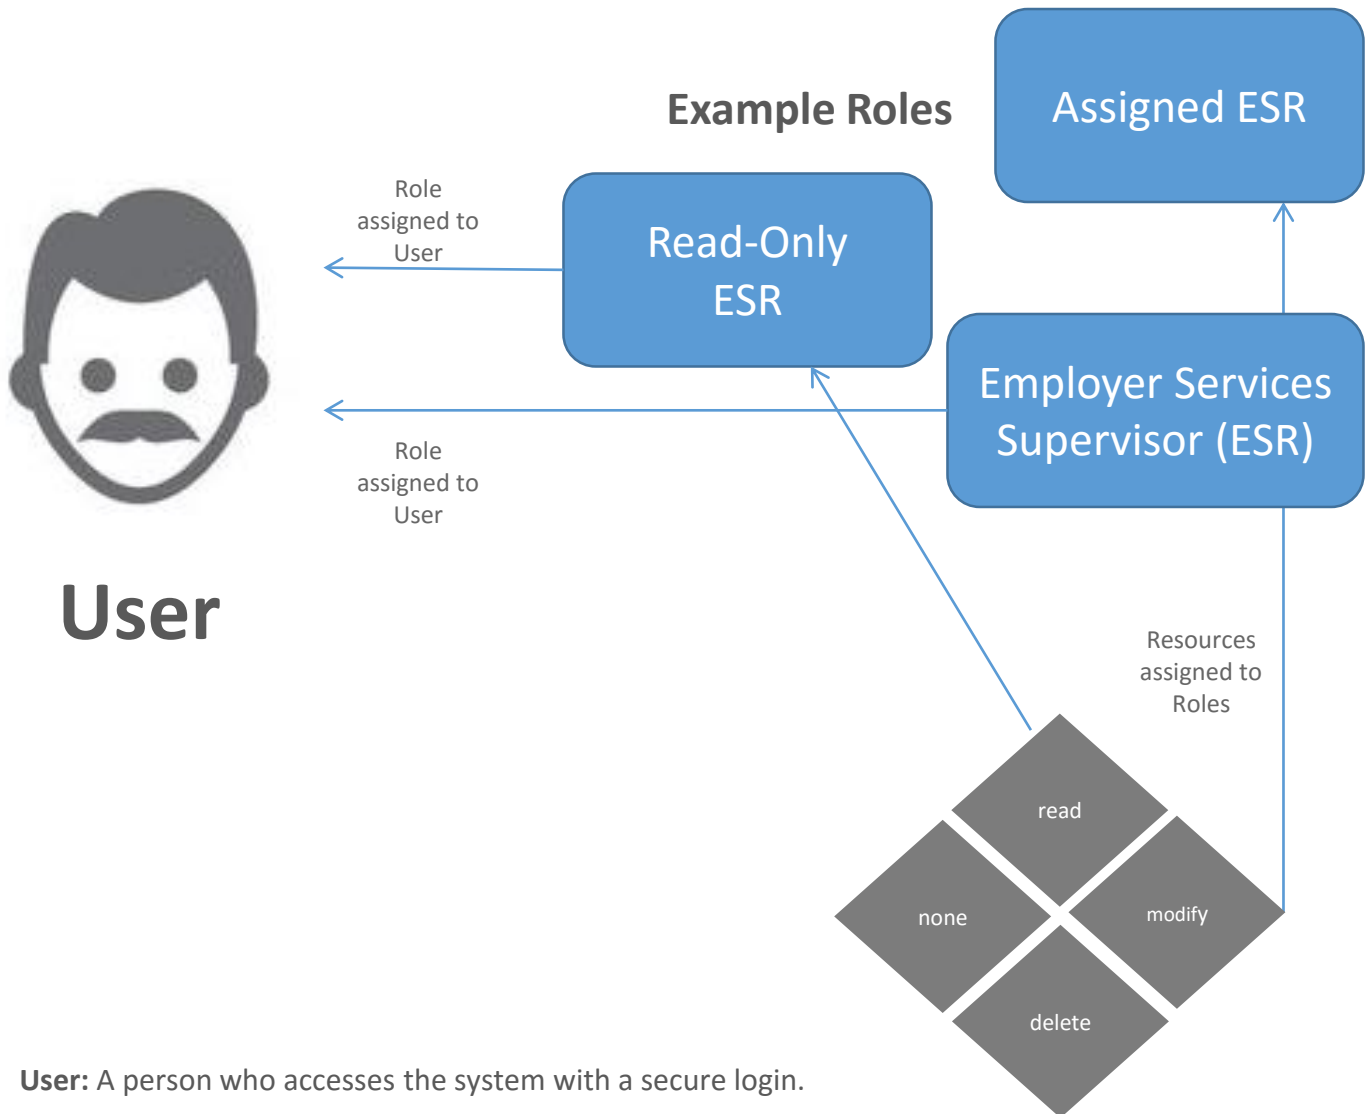 Example Roles
Assigned ESR
Role
assigned to
User
Read-Only
ESR
Employer Services
Supervisor (ESR)
Role
assigned to
User
User
Resources
assigned to
Roles
read
none
modify
delete
User: A person who accesses the system with a secure login.